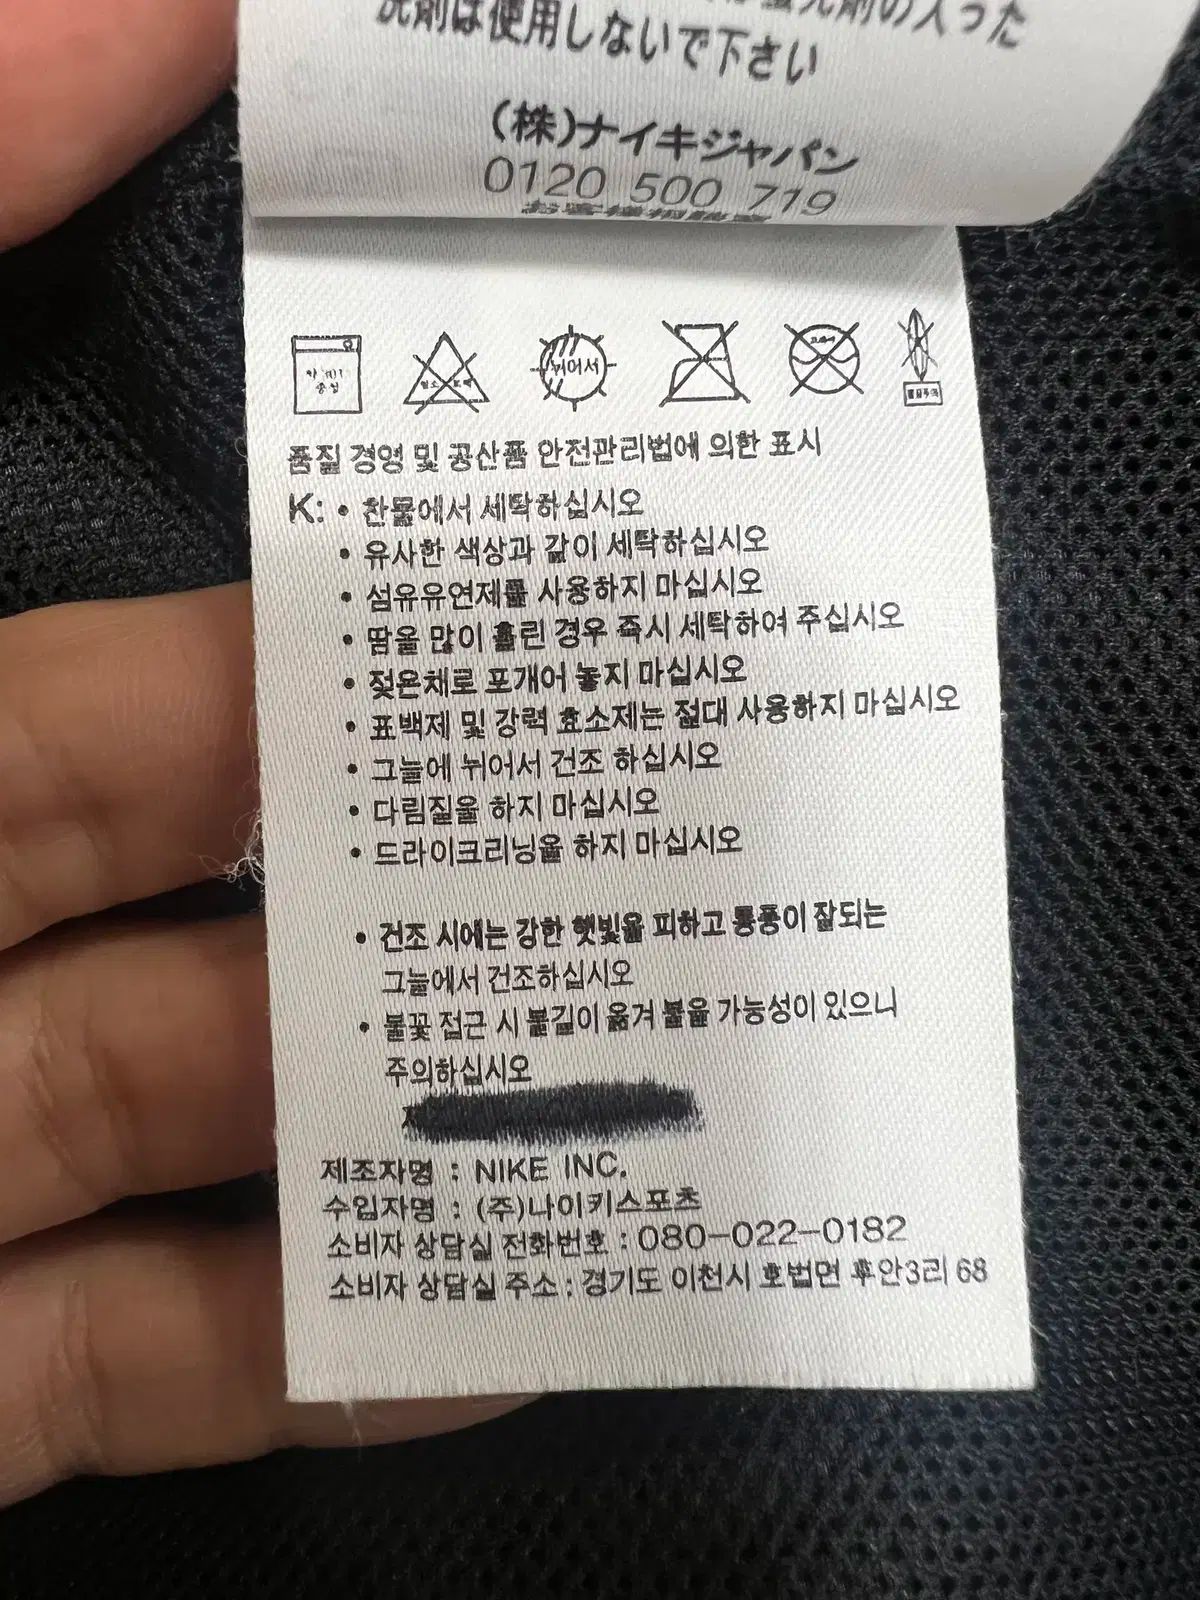 剤の入った
洗剤は使用しないで下さい
(株)ナイキジャパン
0120 500 719
뉘어서
품질 경영 및 공산품 안전관리법에 의한 표시
K: • 찬물에서 세탁하십시오
• 유사한 색상과 같이 세탁하십시오
• 섬유유연제를 사용하지 마십시오
• 땀을 많이 흘린 경우 즉시 세탁하여 주십시오
• 젖은채로 포개어 놓지 마십시오
• 표백제 및 강력 효소제는 절대 사용하지 마십시오
• 그늘에 뉘어서 건조 하십시오
• 다림질을 하지 마십시오
• 드라이크리닝을 하지 마십시오
• 건조 시에는 강한 햇빛을 피하고 통풍이 잘되는
그늘에서 건조하십시오
• 불꽃 접근 시 불길이 옮겨 붙을 가능성이 있으니
주의하십시오
제조자명 : NIKE INC.
수입자명 : (주)나이키스포츠
소비자 상담실 전화번호 : 080-022-0182
소비자 상담실 주소 : 경기도 이천시 호법면 후안3리 68